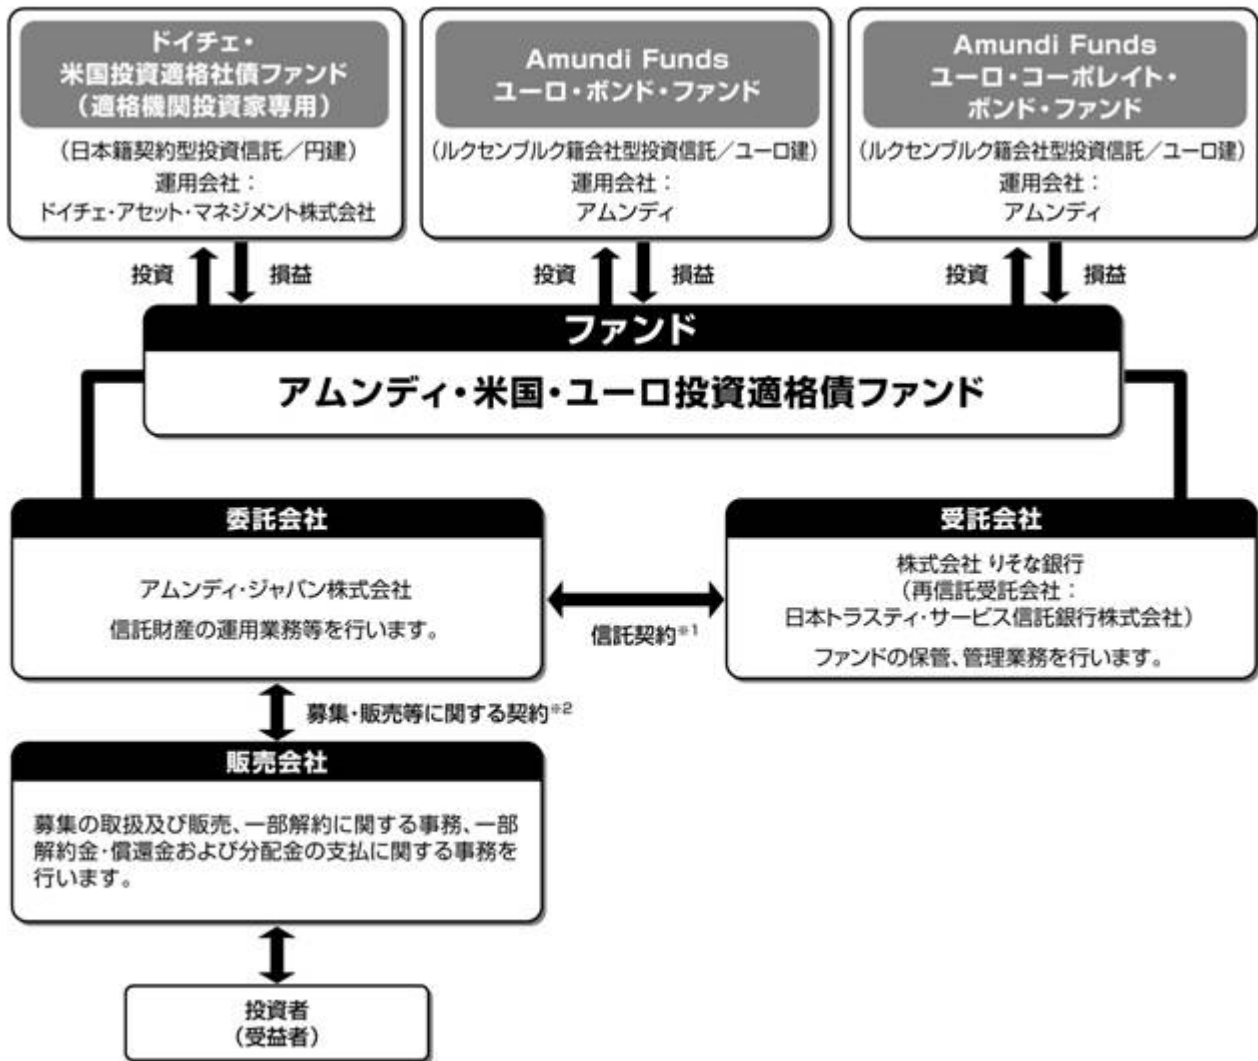 ドイチェ・
米国投資適格社債ファンド
（適格機関投資家専用）
（日本籍契約型投資信託／円建）
運用会社：
ドイチェ・アセット・マネジメント株式会社
Amundi Funds
ユーロ・ボンド・ファンド
（ルクセンブルク籍会社型投資信託／ユーロ建）
運用会社：
アムンディ
Amundi Funds
ユーロ・コーポレイト・
ボンド・ファンド
（ルクセンブルク籍会社型投資信託／ユーロ建）
運用会社：
アムンディ
投資
損益
投資
損益
投資
損益
ファンド
アムンディ・米国・ユーロ投資適格債ファンド
委託会社
アムンディ・ジャパン株式会社
信託財産の運用業務等を行います。
信託契約※1
受託会社
株式会社 りそな銀行
（再信託受託会社：
日本トラスティ・サービス信託銀行株式会社）
ファンドの保管、管理業務を行います。
募集・販売等に関する契約※2
販売会社
募集の取扱及び販売、一部解約に関する事務、一部
解約金・償還金および分配金の支払に関する事務を
行います。
投資者
（受益者）